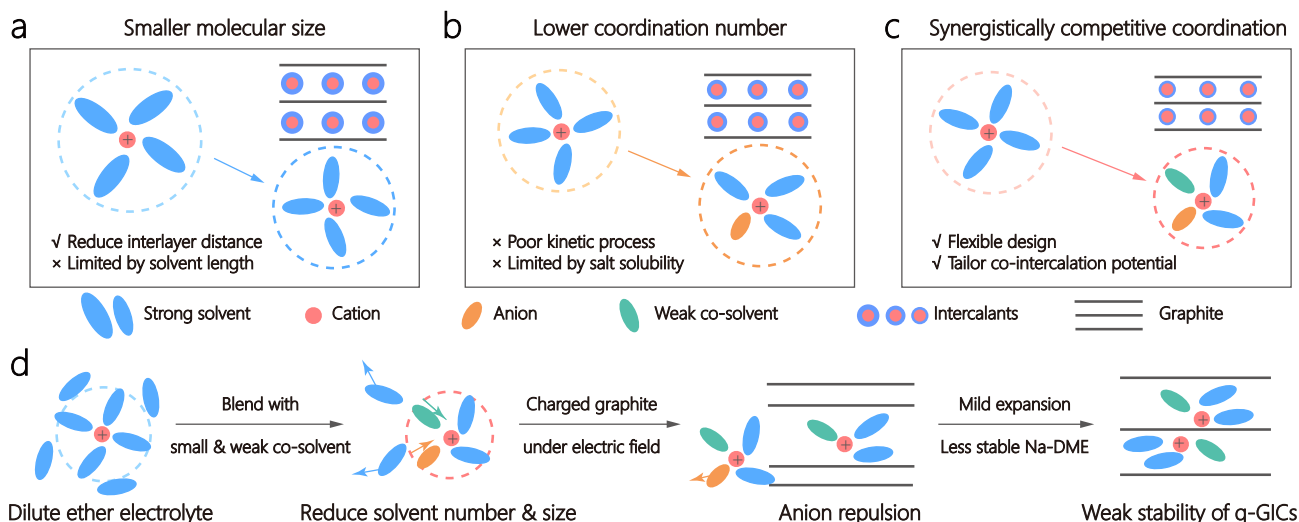 a
Smaller molecular size
√ Reduce interlayer distance
× Limited by solvent length
b
Lower coordination number
× Poor kinetic process
× Limited by salt solubility
c
Synergistically competitive coordination
√ Flexible design
√ Tailor co-intercalation potential
Strong solvent
Cation
Anion
Weak co-solvent
Intercalants
Graphite
d
Blend with
small & weak co-solvent
Charged graphite
under electric field
Mild expansion
Less stable Na-DME
Dilute ether electrolyte
Reduce solvent number & size
Anion repulsion
Weak stability of q-GICs